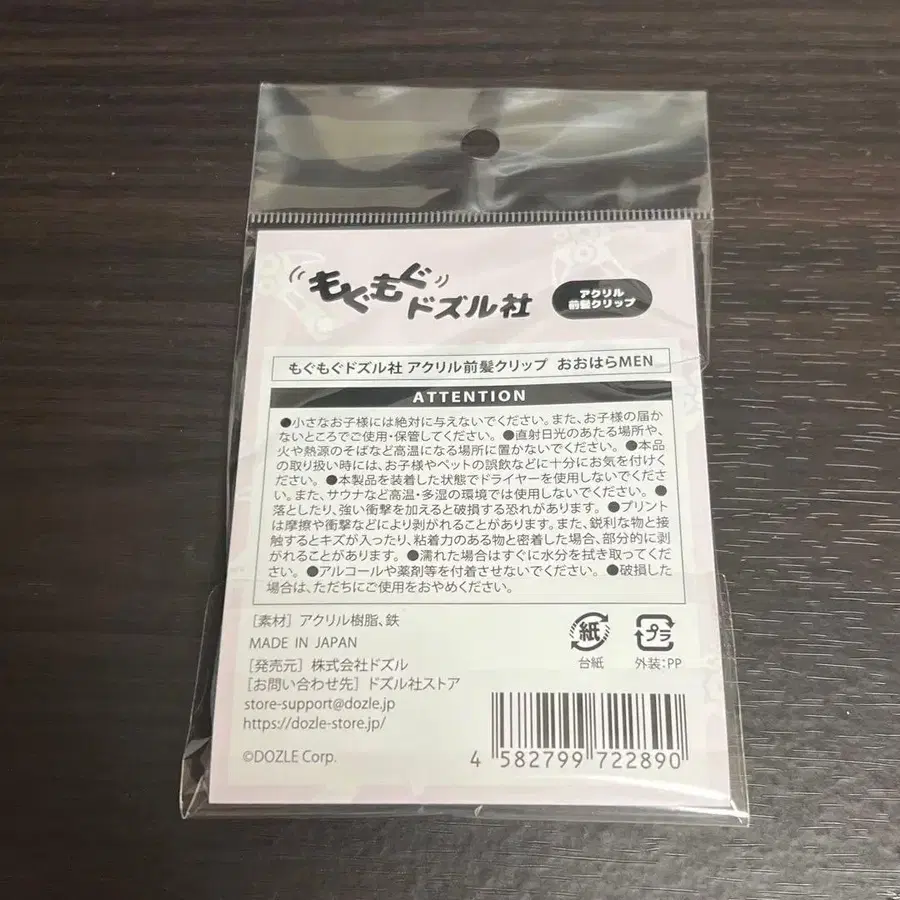 もぐもぐ
ドズル社
アクリル
前髪クリップ
もぐもぐドズル社 アクリル前髪クリップ おおはらMEN
ATTENTION
●小さなお子様には絶対に与えないでください。また、お子様の届か
ないところでご使用・保管してください。 ●直射日光のあたる場所や、
火や熱源のそばなど高温になる場所に置かないでください。 ●本品
の取り扱い時には、お子様やペットの誤飲などに十分にお気を付けく
ださい。 ●本製品を装着した状態でドライヤーを使用しないでくださ
い。また、サウナなど高温・多湿の環境では使用しないでください。 ●
落としたり、強い衝撃を加えると破損する恐れがあります。 ●プリント
は摩擦や衝撃などにより剥がれることがあります。また、鋭利な物と接
触するとキズが入ったり、粘着力のある物と密着した場合、部分的に剥
がれることがあります。 ●濡れた場合はすぐに水分を拭き取ってくだ
さい。 ●アルコールや薬剤等を付着させないでください。 ●破損した
場合は、ただちにご使用をおやめください。
［素材］アクリル樹脂、鉄
MADE IN JAPAN
［発売元］株式会社ドズル
［お問い合わせ先］ドズル社ストア
store-support@dozle.jp
https://dozle-store.jp/
©DOZLE Corp.
紙
台紙
プラ
外装:PP
4 582799 722890